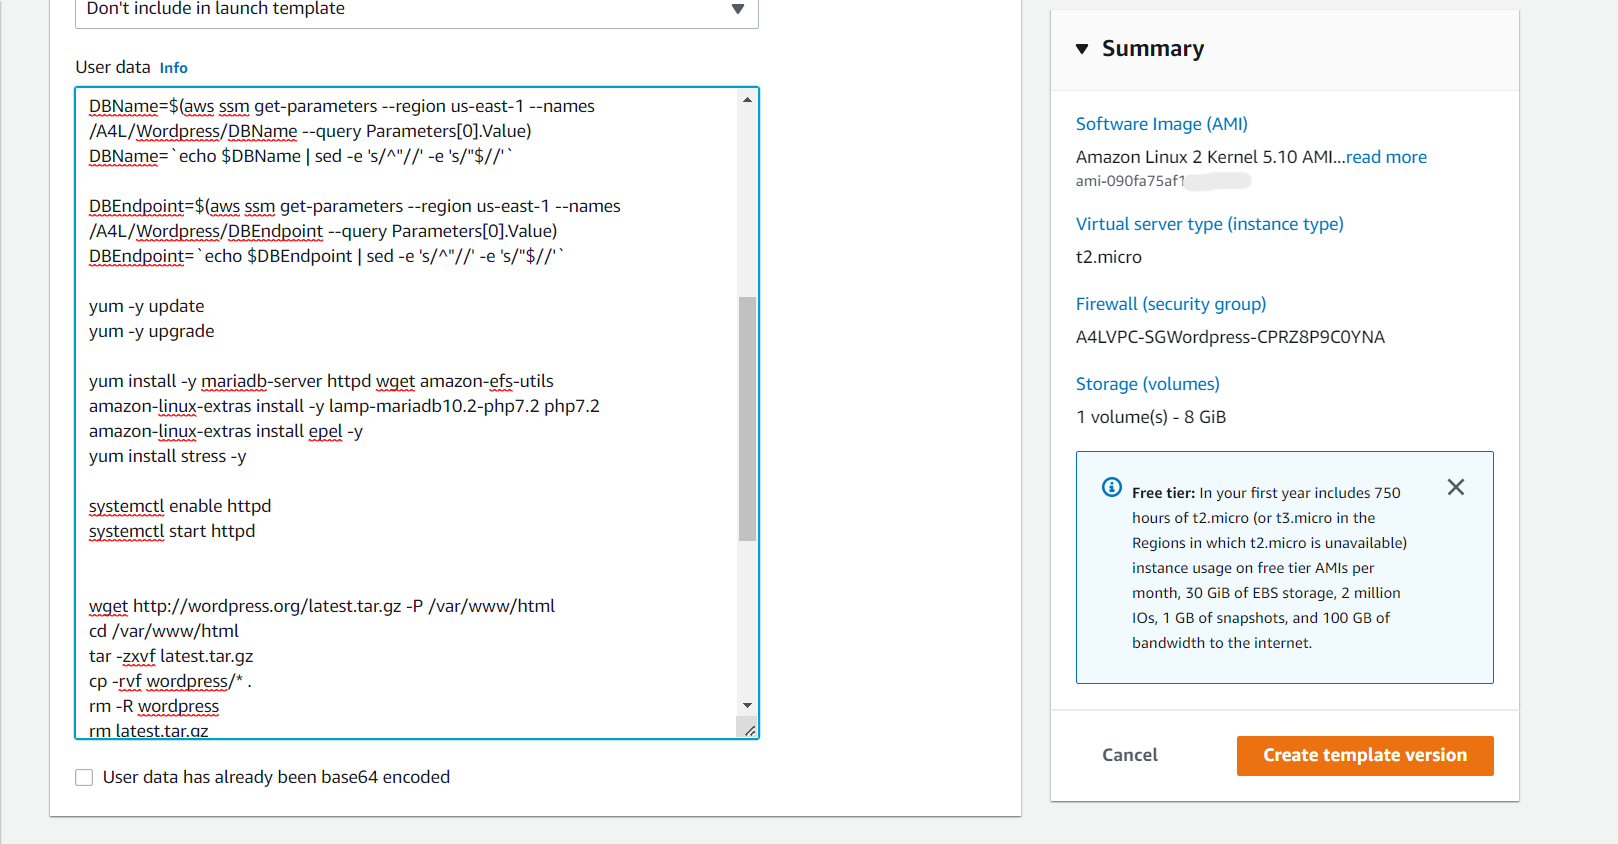 Don't include in launch template
User data Info
DBName=$(aws ssm get-parameters --region us-east-1 --names
/A4L/Wordpress/DBName --query Parameters[0].Value)
DBName=`echo $DBName | sed -e 's/^"//' -e 's/"$//'`
DBEndpoint=$(aws ssm get-parameters --region us-east-1 --names
/A4L/Wordpress/DBEndpoint --query Parameters[0].Value)
DBEndpoint=`echo $DBEndpoint | sed -e 's/^"//' -e 's/"$//'`
yum -y update
yum -y upgrade
yum install -y mariadb-server httpd wget amazon-efs-utils
amazon-linux-extras install -y lamp-mariadb10.2-php7.2 php7.2
amazon-linux-extras install epel -y
yum install stress -y
systemctl enable httpd
systemctl start httpd
wget http://wordpress.org/latest.tar.gz -P /var/www/html
cd /var/www/html
tar -zxvf latest.tar.gz
cp -rvf wordpress/* .
rm -R wordpress
rm latest.tar.gz
User data has already been base64 encoded
Summary
Software Image (AMI)
Amazon Linux 2 Kernel 5.10 AMI...read more
ami-090fa75af1
Virtual server type (instance type)
t2.micro
Firewall (security group)
A4LVPC-SGWordpress-CPRZ8P9C0YNA
Storage (volumes)
1 volume(s) - 8 GiB
Free tier: In your first year includes 750
hours of t2.micro (or t3.micro in the
Regions in which t2.micro is unavailable)
instance usage on free tier AMIs per
month, 30 GiB of EBS storage, 2 million
IOs, 1 GB of snapshots, and 100 GB of
bandwidth to the internet.
Cancel
Create template version